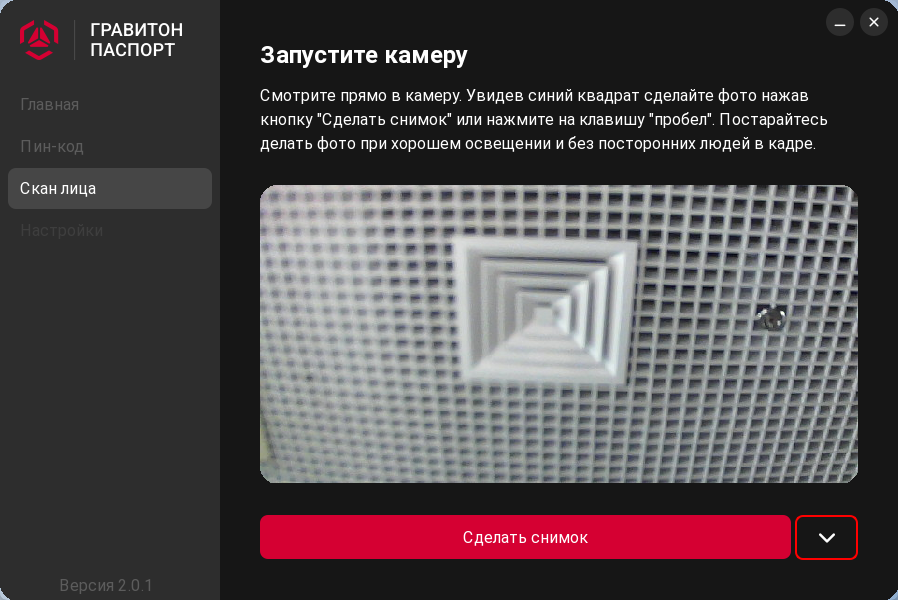 ГРАВИТОН
ПАСПОРТ
Главная
Пин-код
Скан лица
Настройки
Версия 2.0.1
Запустите камеру
Смотрите прямо в камеру. Увидев синий квадрат сделайте фото нажав
кнопку "Сделать снимок" или нажмите на клавишу "пробел". Постарайтесь
делать фото при хорошем освещении и без посторонних людей в кадре.
Сделать снимок